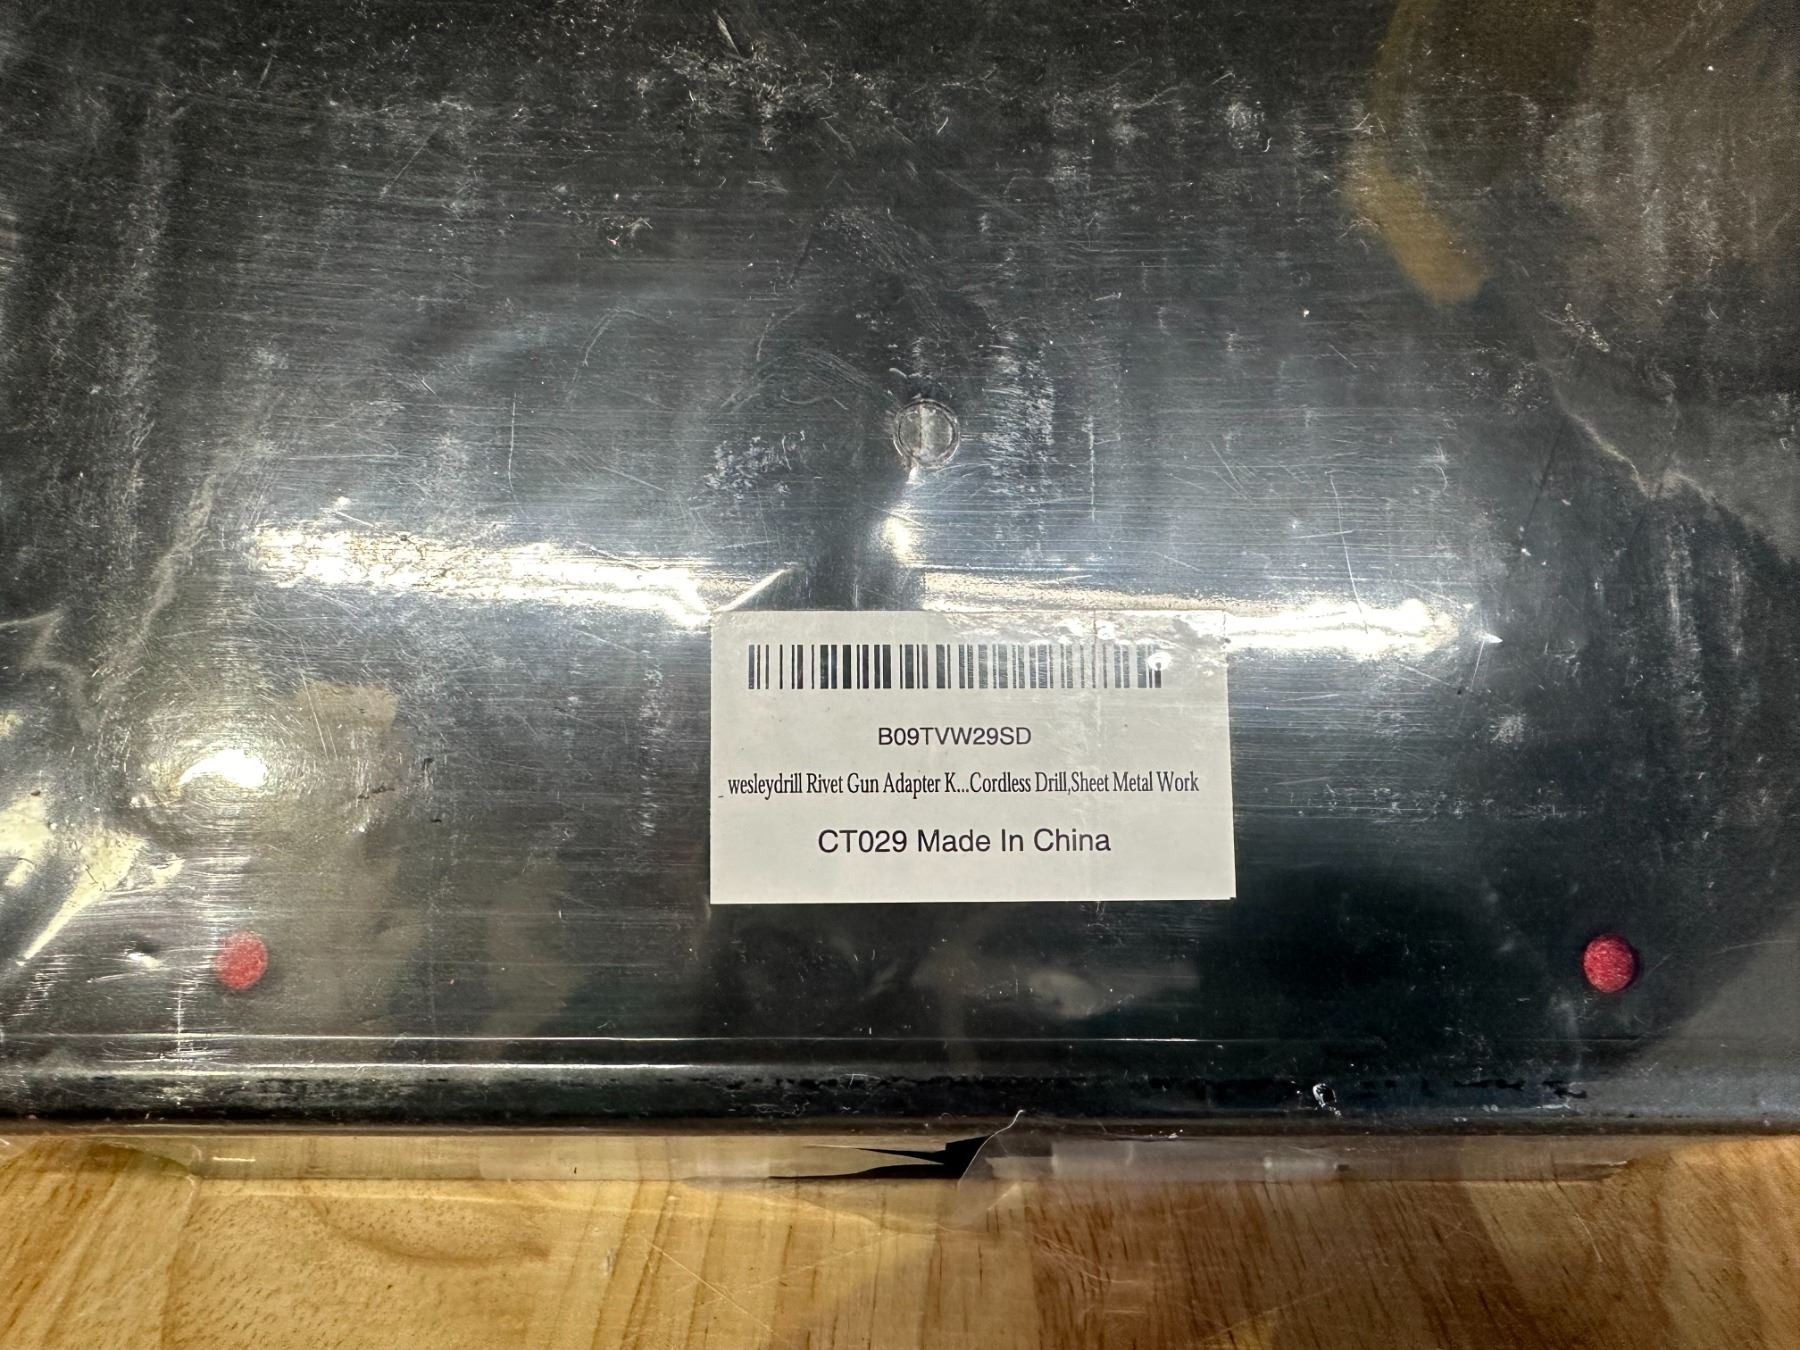 B09TVW29SD
wesleydrill Rivet Gun Adapter K...Cordless Drill,Sheet Metal Work
CT029 Made In China